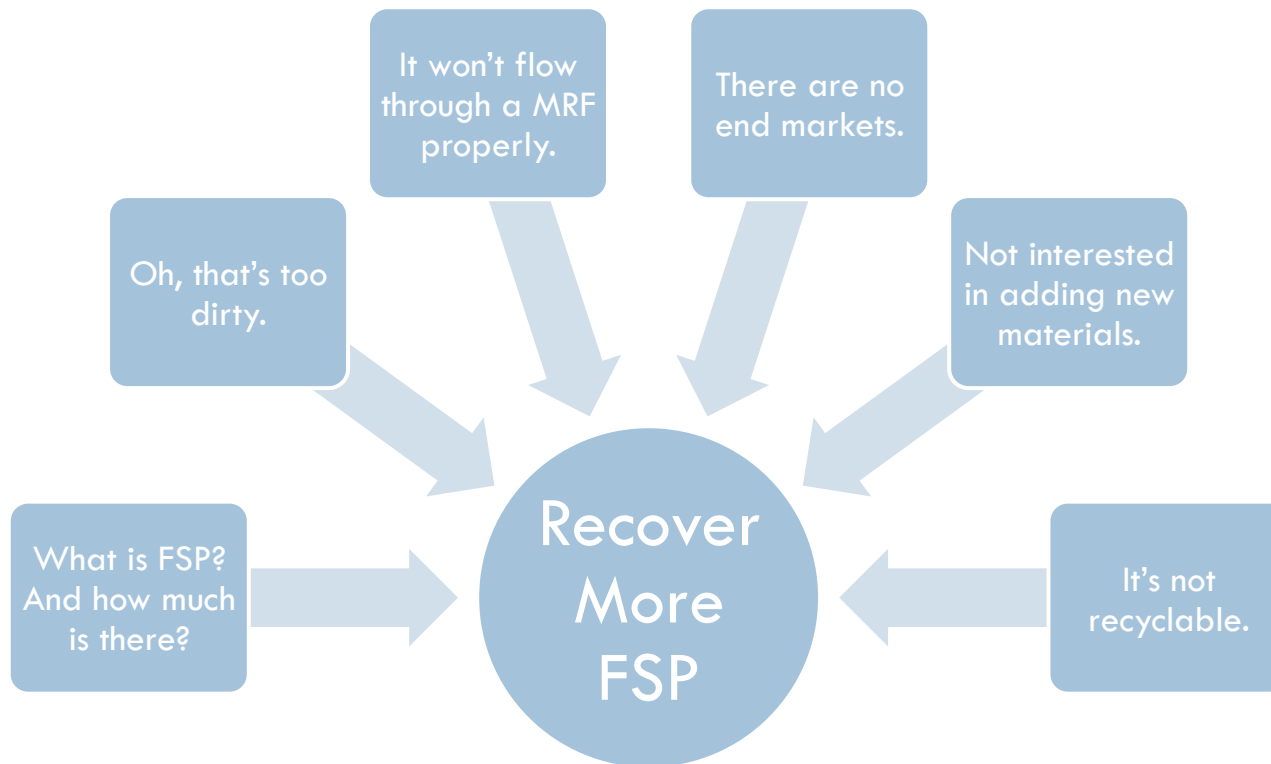 It won't flow
through a MRF
properly.
There are no
end markets.
Oh, that's too
dirty.
Not interested
in adding new
materials.
What is FSP?
And how much
is there?
Recover
More
FSP
It's not
recyclable.